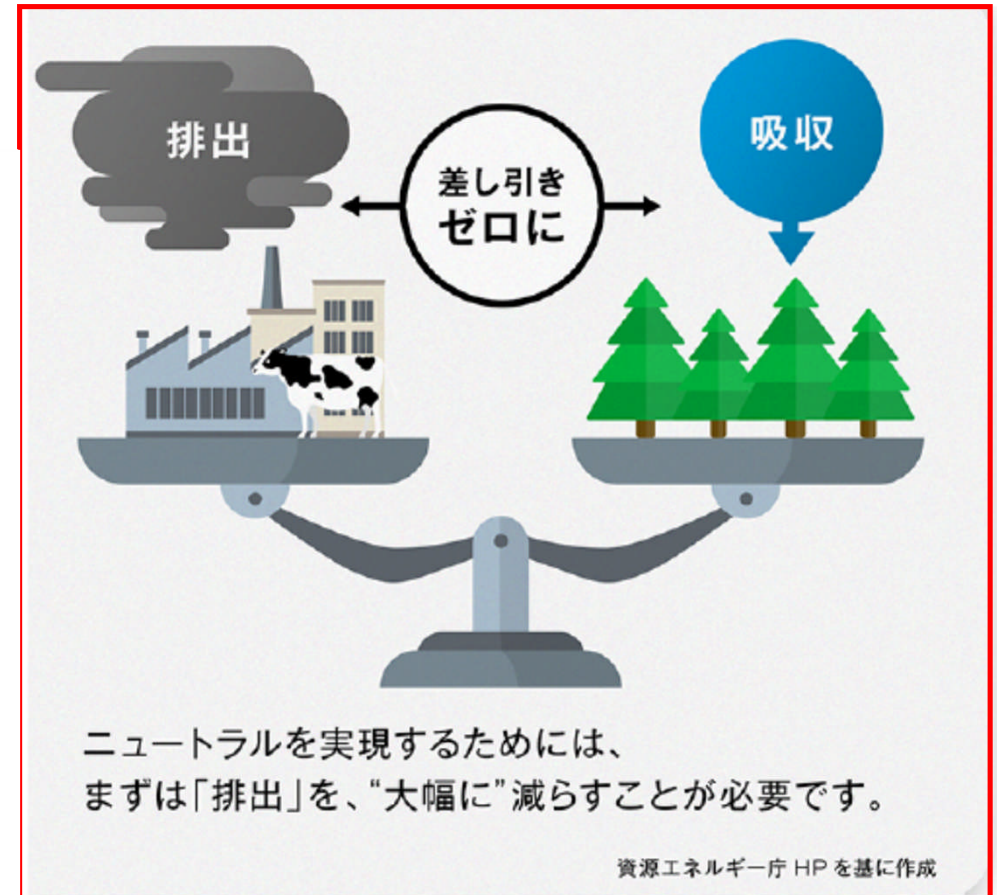 排出
差し引き
ゼロに
吸収
ニュートラルを実現するためには、
まずは「排出」を、“大幅に”減らすことが必要です。
資源エネルギー庁 HP を基に作成